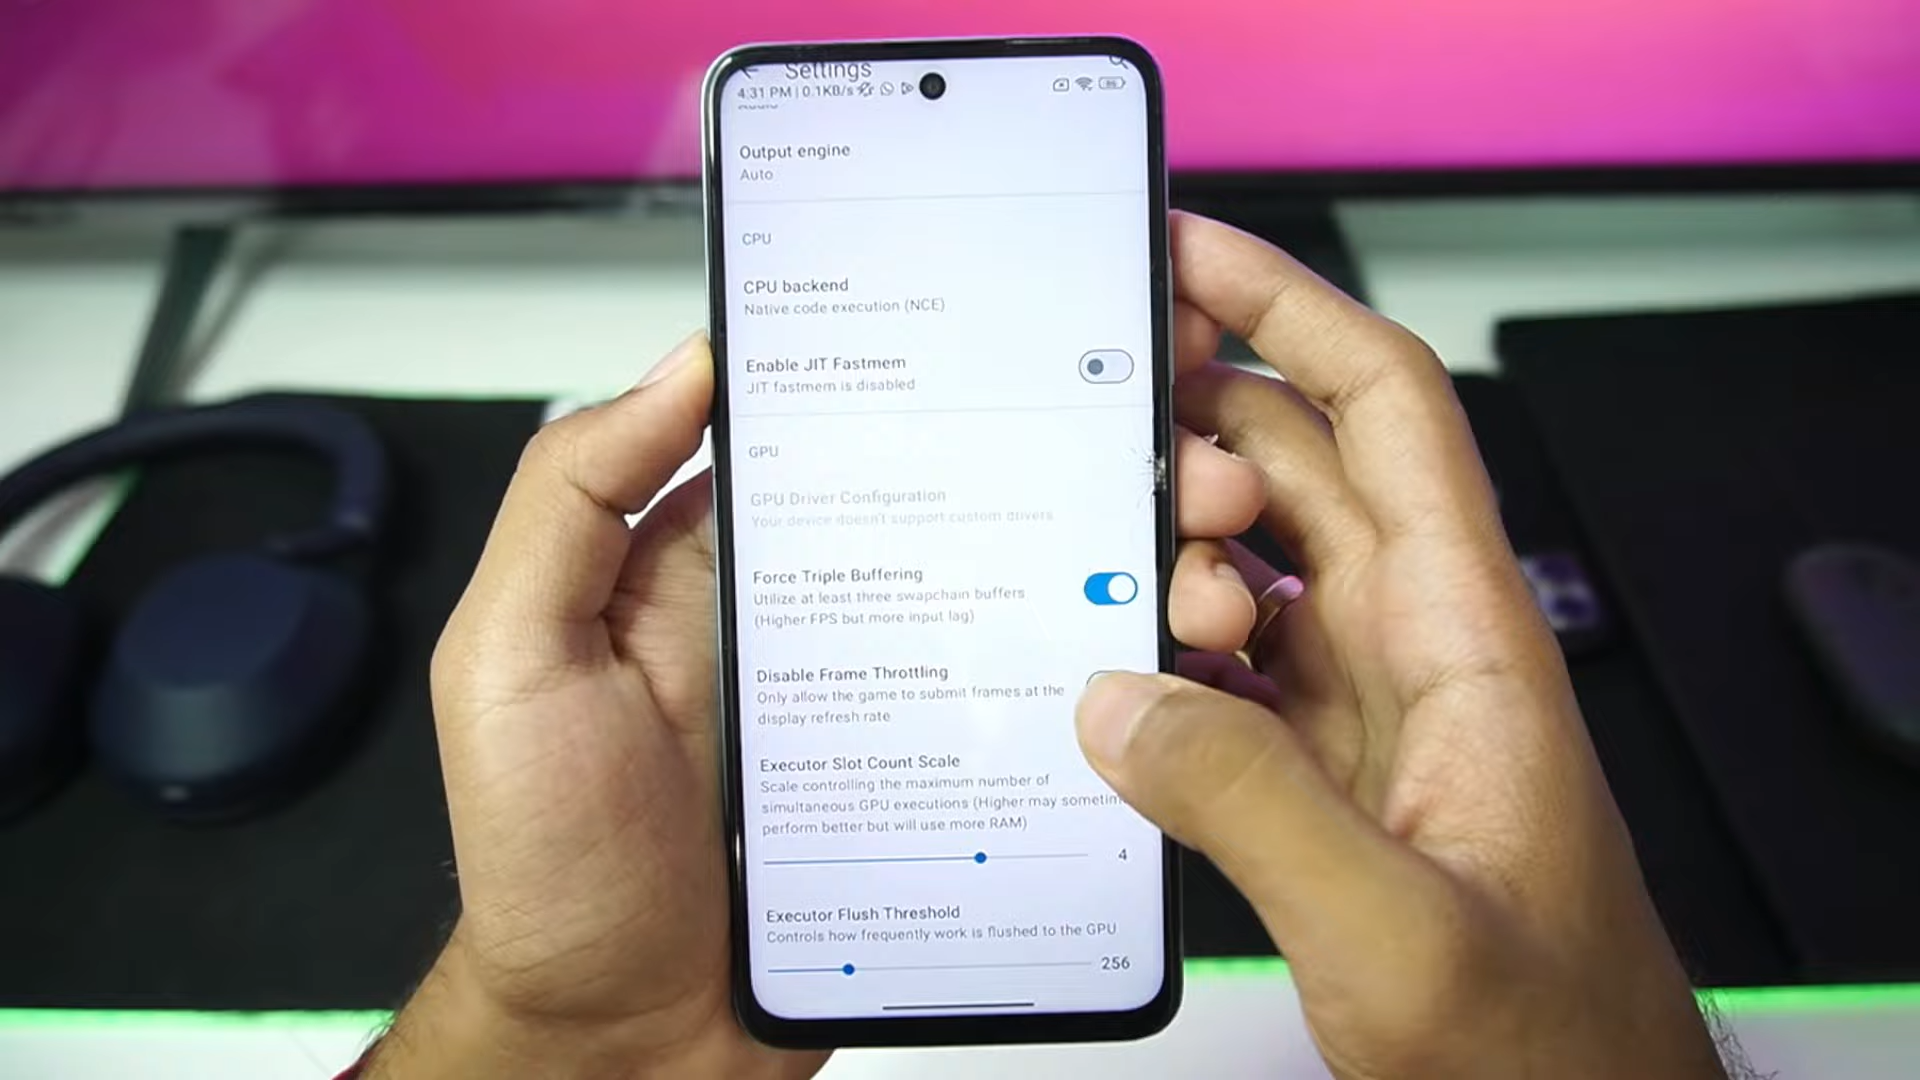 Settings
4:31 PM | 0.1KB/s
Output engine
Auto
CPU
CPU backend
Native code execution (NCE)
Enable JIT Fastmem
JIT fastmem is disabled
GPU
GPU Driver Configuration
Your device doesn't support custom drivers
Force Triple Buffering
Utilize at least three swapchain buffers
(Higher FPS but more input lag)
Disable Frame Throttling
Only allow the game to submit frames at the
display refresh rate
Executor Slot Count Scale
Scale controlling the maximum number of
simultaneous GPU executions (Higher may sometim
perform better but will use more RAM)
4
Executor Flush Threshold
Controls how frequently work is flushed to the GPU
256